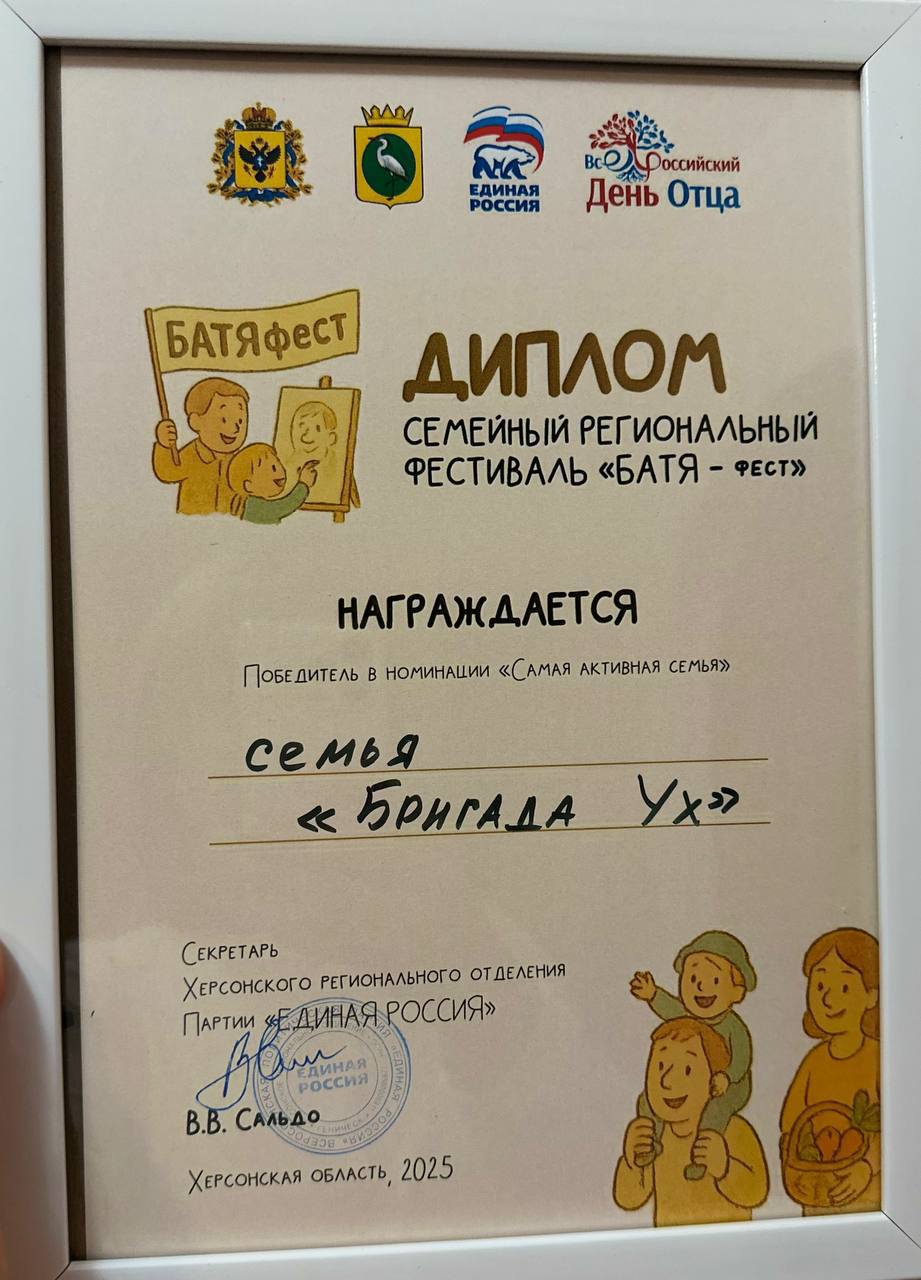 ЕДИНАЯ
РОССИЯ
ВсеРоссийский
День Отца
БАТЯфест
ДИПЛОМ
СЕМЕЙНЫЙ РЕГИОНАЛЬНЫЙ
ФЕСТИВАЛЬ «БАТЯ – ФЕСТ»
НАГРАЖДАЕТСЯ
Победитель в номинации «Самая активная семья»
семья
«Бригада Ух»
Секретарь
Херсонского регионального отделения
Партии «ЕДИНАЯ РОССИЯ»
ЕДИНАЯ
РОССИЯ
В.В. Сальдо
Херсонская область, 2025